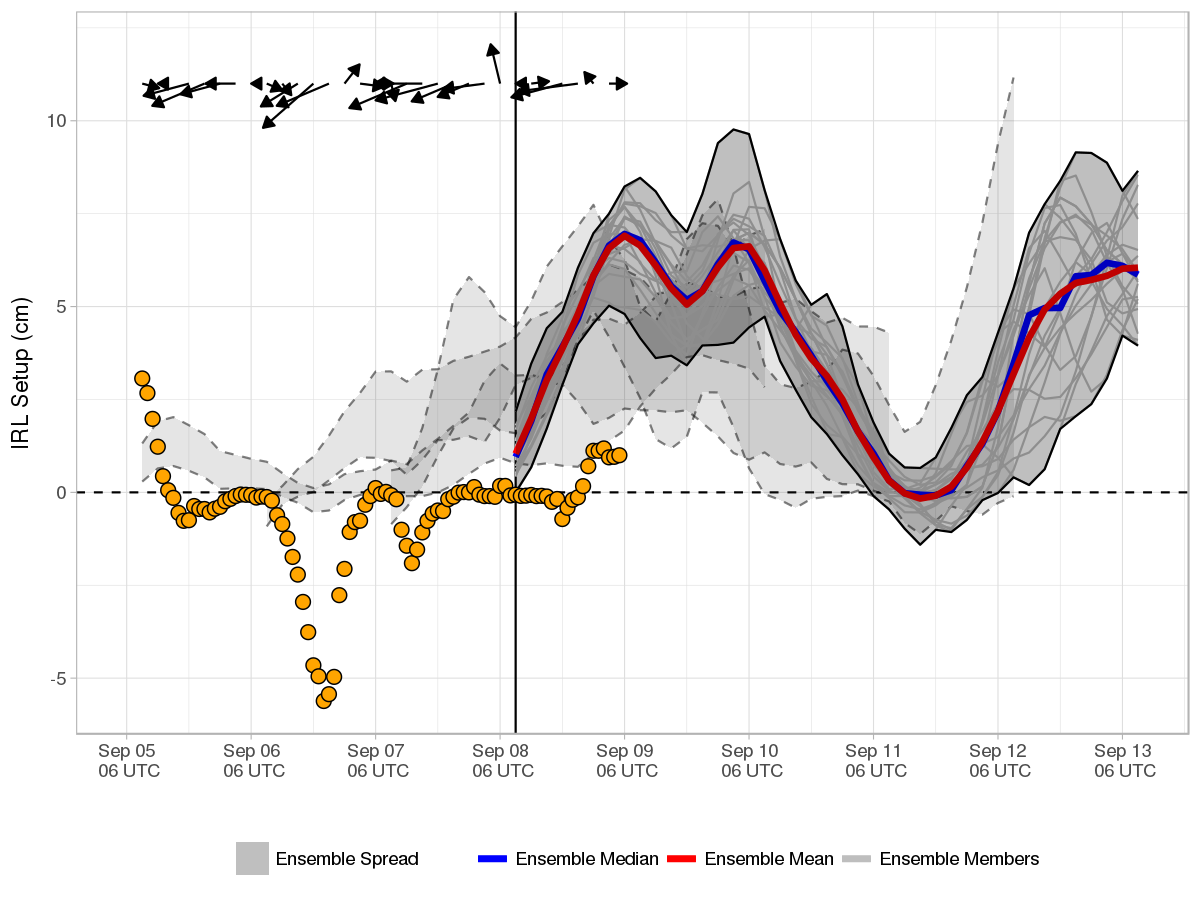 IRL Setup (cm)
10
5
0
-5
Sep 05 Sep 06 Sep 07 Sep 08 Sep 09 Sep 10 Sep 11 Sep 12 Sep 13
06 UTC 06 UTC 06 UTC 06 UTC 06 UTC 06 UTC 06 UTC 06 UTC 06 UTC
Ensemble Spread Ensemble Median Ensemble Mean Ensemble Members